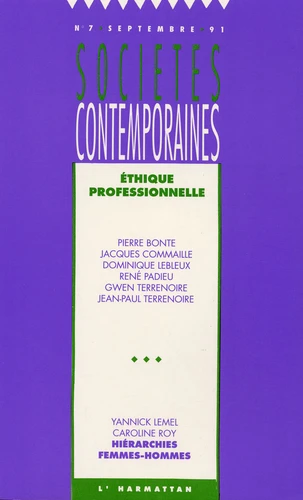 N°7 • SEPTEMBRE • 91
SOCIETES
CONTEMPORAINES
ÉTHIQUE
PROFESSIONNELLE
PIERRE BONTE
JACQUES COMMAILLE
DOMINIQUE LEBLEUX
RENÉ PADIEU
GWEN TERRENOIRE
JEAN-PAUL TERRENOIRE
YANNICK LEMEL
CAROLINE ROY
HIÉRARCHIES
FEMMES-HOMMES
L'HARMATTAN